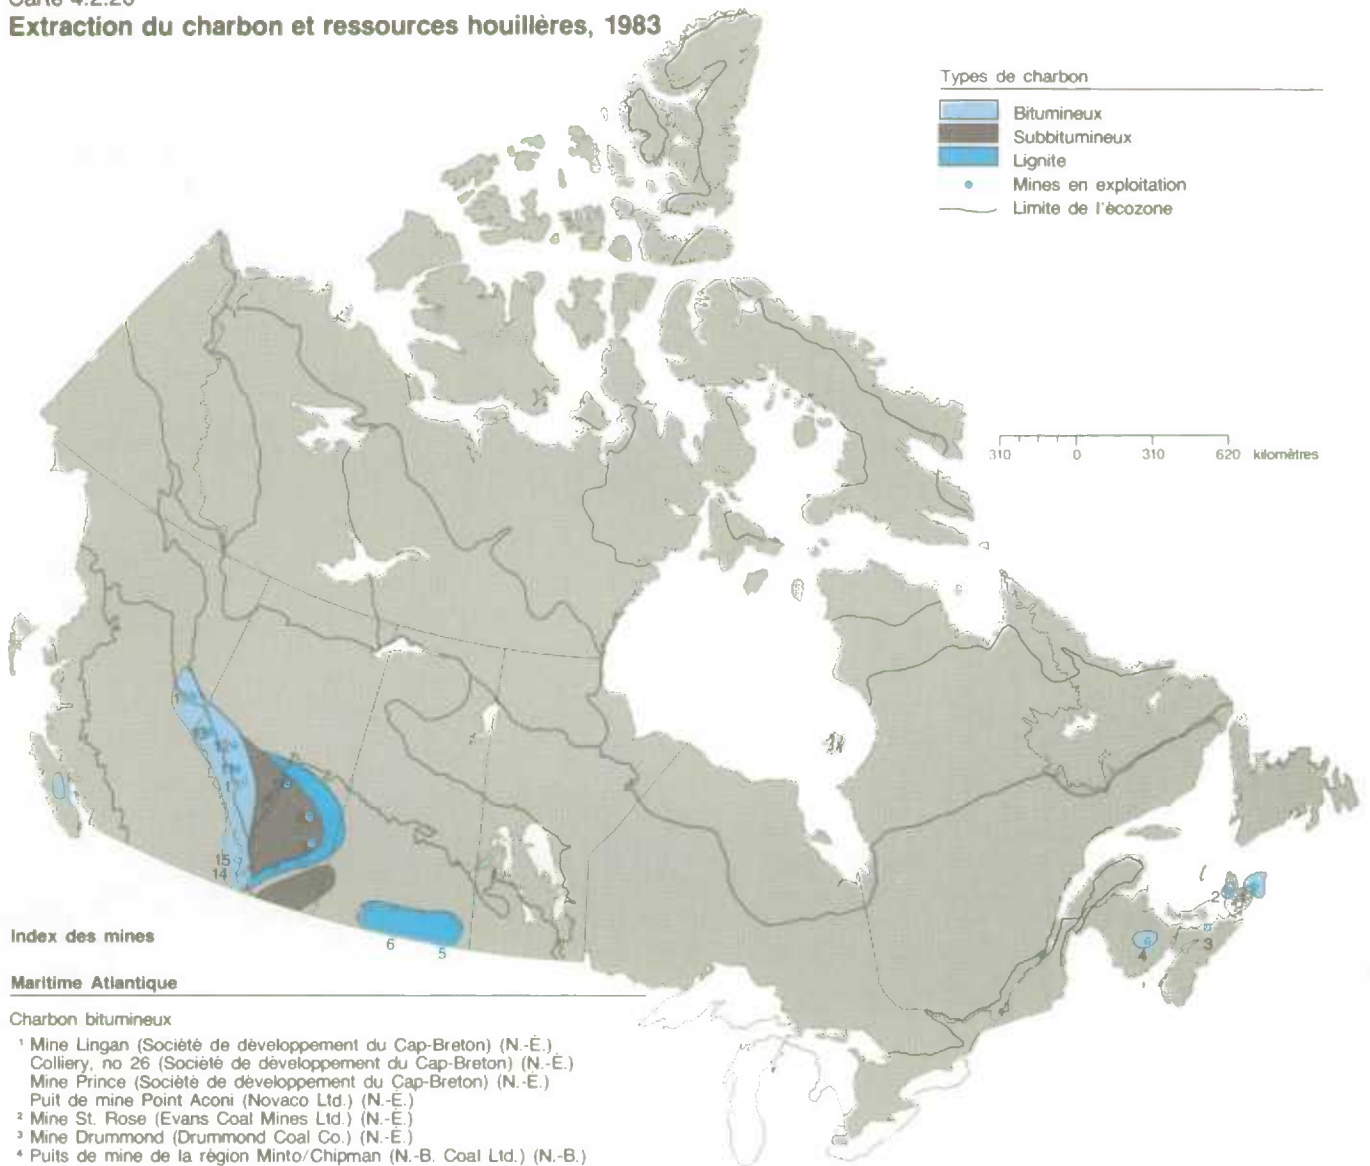 Carte 4.2.20
Extraction du charbon et ressources houillères, 1983
Types de charbon
Bitumineux
Subbitumineux
Lignite
Mines en exploitation
Limite de l'écozone
310 0 310 620 kilomètres
15
14
6
5
2
3
4
Index des mines
Maritime Atlantique
Charbon bitumineux
¹ Mine Lingan (Société de développement du Cap-Breton) (N.-É.)
Colliery, no 26 (Société de développement du Cap-Breton) (N.-É.)
Mine Prince (Société de développement du Cap-Breton) (N.-É.)
Puit de mine Point Aconi (Novaco Ltd.) (N.-É.)
² Mine St. Rose (Evans Coal Mines Ltd.) (N.-É.)
³ Mine Drummond (Drummond Coal Co.) (N.-É.)
⁴ Puits de mine de la région Minto/Chipman (N.-B. Coal Ltd.) (N.-B.)